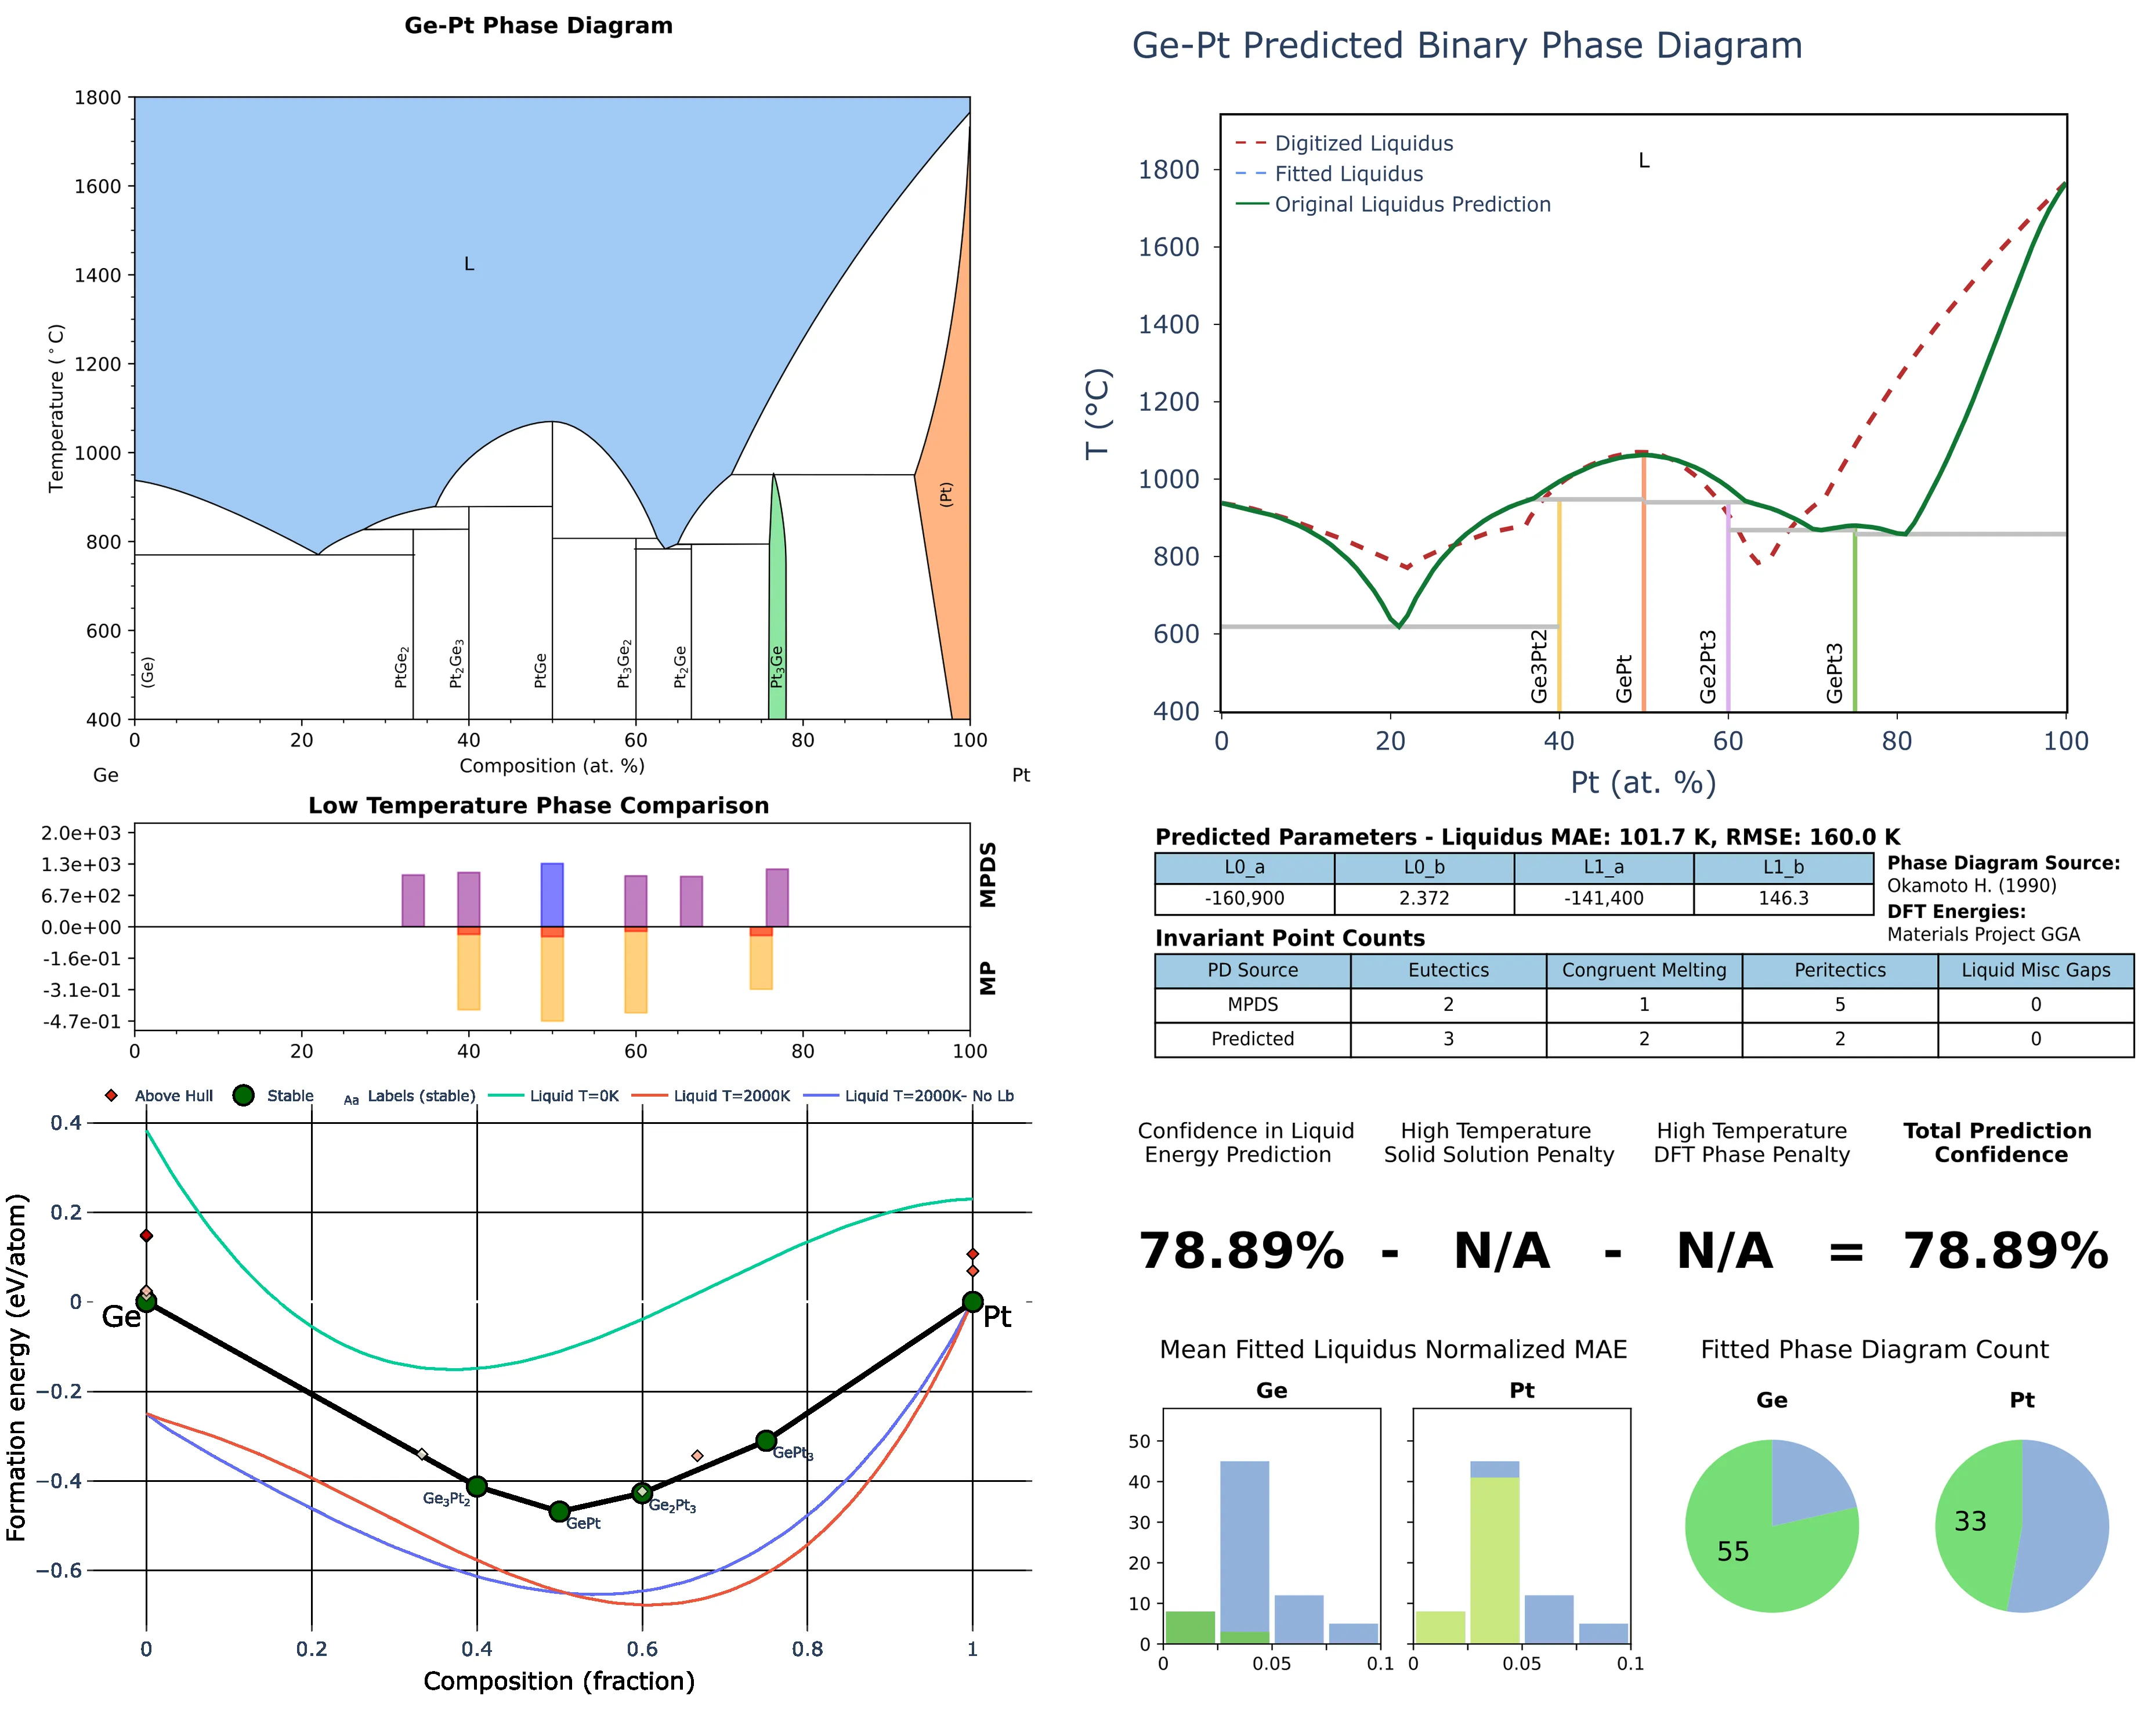 Ge-Pt Phase Diagram
1800
1600
1400
1200
1000
800
600
400
Temperature (°C)
L
(Ge)
PtGe2
Pt2Ge3
PtGe
Pt3Ge2
Pt2Ge
Pt3Ge
(Pt)
0 20 40 60 80 100
Composition (at. %)
Ge Pt
Low Temperature Phase Comparison
2.0e+03
1.3e+03
6.7e+02
0.0e+00
-1.6e-01
-3.1e-01
-4.7e-01
MPDS
MP
0 20 40 60 80 100
Above Hull Stable Aa Labels (stable) Liquid T=0K Liquid T=2000K Liquid T=2000K- No Lb
0.4
0.2
0
−0.2
−0.4
−0.6
Formation energy (eV/atom)
Ge
Pt
Ge3Pt2
GePt
Ge2Pt3
GePt3
0 0.2 0.4 0.6 0.8 1
Composition (fraction)
Ge-Pt Predicted Binary Phase Diagram
Digitized Liquidus
Fitted Liquidus
Original Liquidus Prediction
L
1800
1600
1400
1200
1000
800
600
400
T (°C)
Ge3Pt2
GePt
Ge2Pt3
GePt3
0 20 40 60 80 100
Pt (at. %)
Predicted Parameters - Liquidus MAE: 101.7 K, RMSE: 160.0 K
L0_a L0_b L1_a L1_b
-160,900 2.372 -141,400 146.3
Phase Diagram Source:
Okamoto H. (1990)
DFT Energies:
Materials Project GGA
Invariant Point Counts
PD Source Eutectics Congruent Melting Peritectics Liquid Misc Gaps
MPDS 2 1 5 0
Predicted 3 2 2 0
Confidence in Liquid
Energy Prediction
High Temperature
Solid Solution Penalty
High Temperature
DFT Phase Penalty
Total Prediction
Confidence
78.89% - N/A - N/A = 78.89%
Mean Fitted Liquidus Normalized MAE
Ge Pt
50
40
30
20
10
0
0 0.05 0.1 0 0.05 0.1
Fitted Phase Diagram Count
Ge Pt
55 33